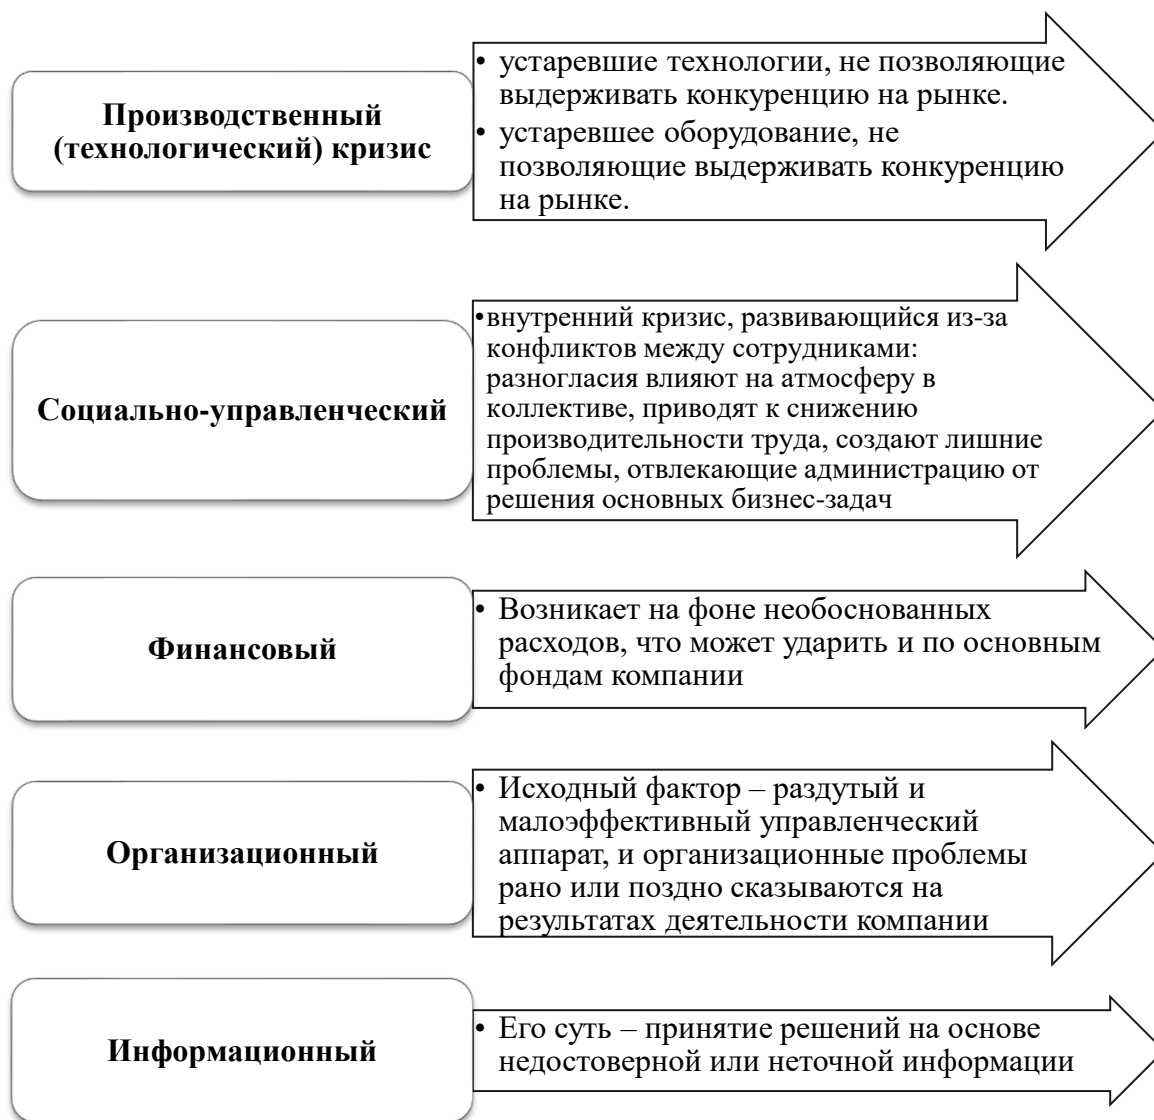 Производственный
(технологический) кризис
• устаревшие технологии, не позволяющие
выдерживать конкуренцию на рынке.
• устаревшее оборудование, не
позволяющие выдерживать конкуренцию
на рынке.
Социально-управленческий
•внутренний кризис, развивающийся из-за
конфликтов между сотрудниками:
разногласия влияют на атмосферу в
коллективе, приводят к снижению
производительности труда, создают лишние
проблемы, отвлекающие администрацию от
решения основных бизнес-задач
Финансовый
• Возникает на фоне необоснованных
расходов, что может ударить и по основным
фондам компании
Организационный
• Исходный фактор – раздутый и
малоэффективный управленческий
аппарат, и организационные проблемы
рано или поздно сказываются на
результатах деятельности компании
Информационный
• Его суть – принятие решений на основе
недостоверной или неточной информации